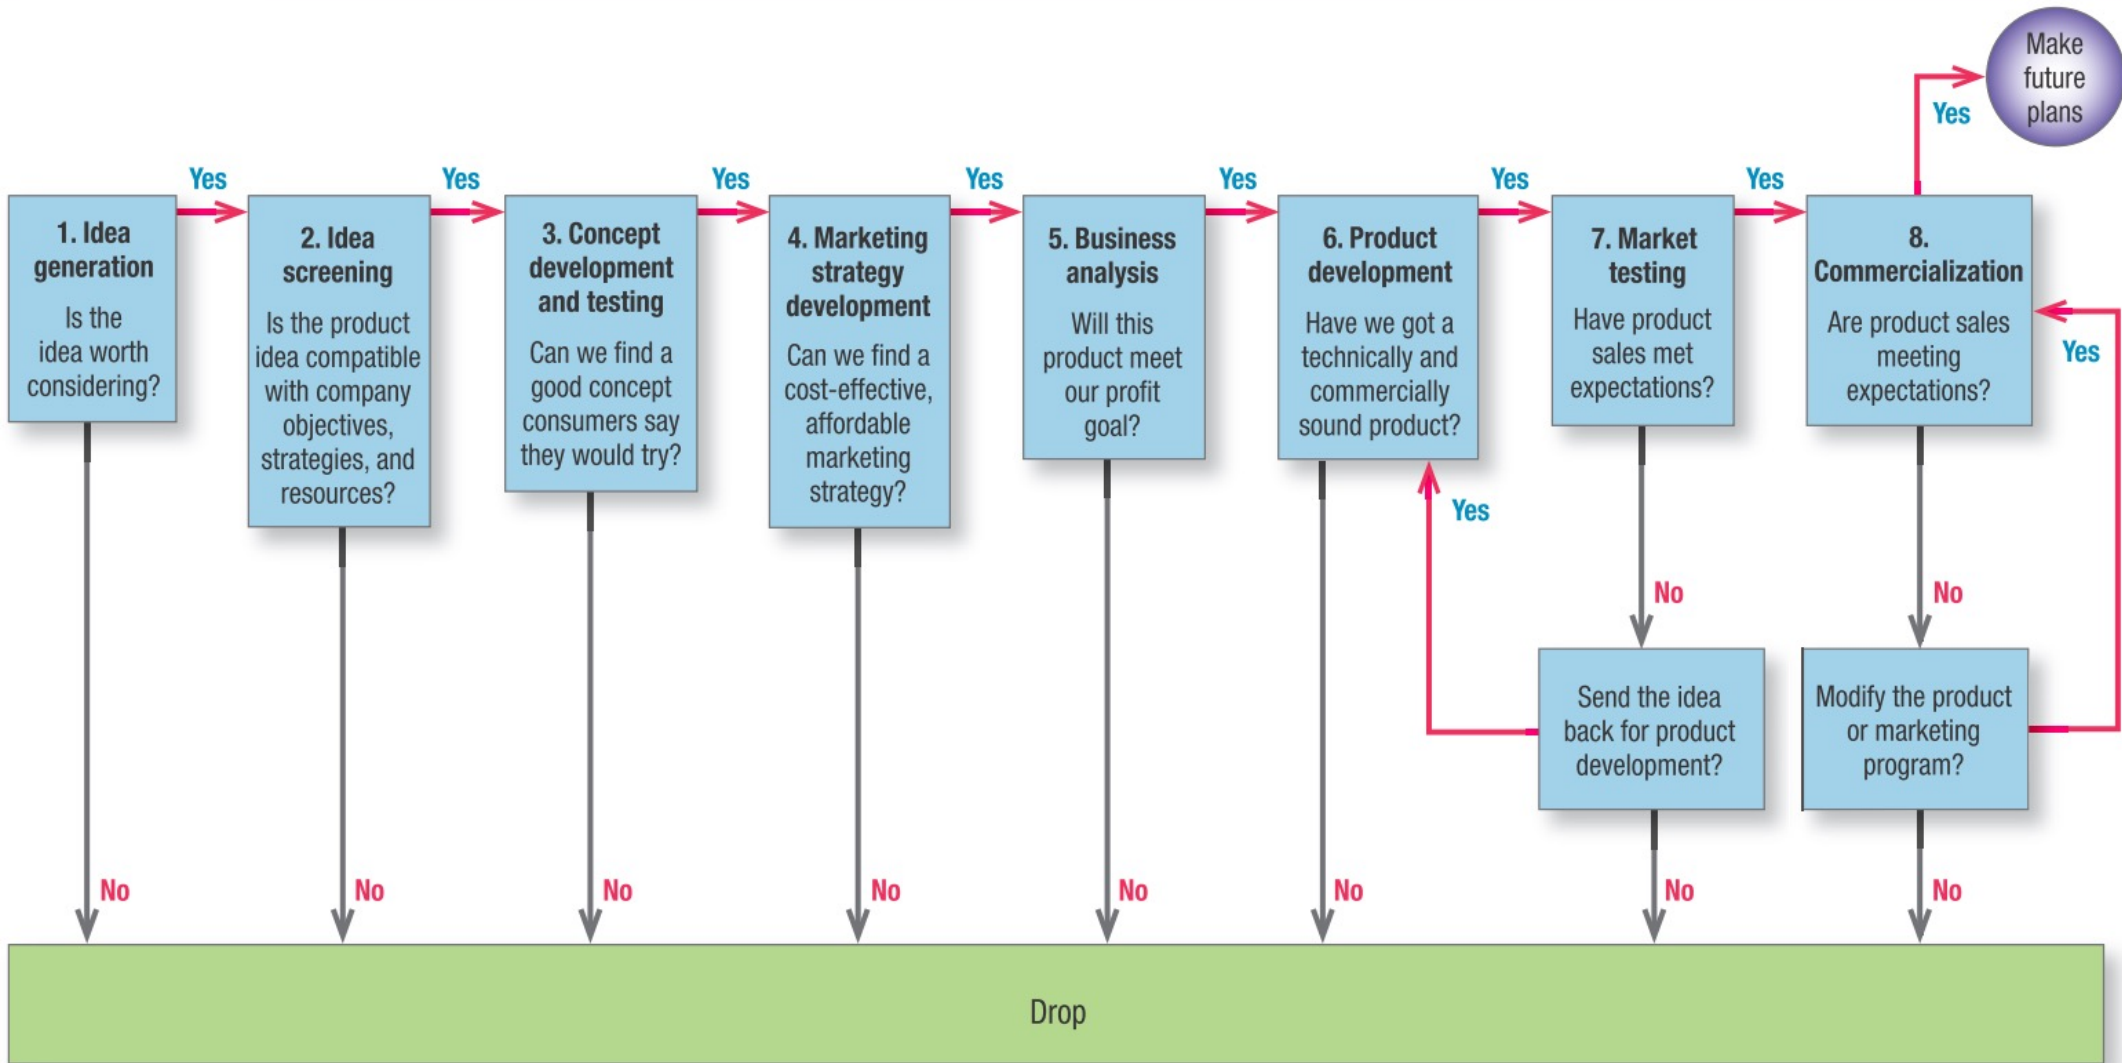 Make
future
plans
Yes
Yes
Yes
Yes
Yes
Yes
Yes
Yes
1. Idea
generation
Is the
idea worth
considering?
2. Idea
screening
Is the product
idea compatible
with company
objectives,
strategies, and
resources?
3. Concept
development
and testing
Can we find a
good concept
consumers say
they would try?
4. Marketing
strategy
development
Can we find a
cost-effective,
affordable
marketing
strategy?
5. Business
analysis
Will this
product meet
our profit
goal?
6. Product
development
Have we got a
technically and
commercially
sound product?
7. Market
testing
Have product
sales met
expectations?
8.
Commercialization
Are product sales
meeting
expectations?
Yes
Yes
No
No
Send the idea
back for product
development?
Modify the product
or marketing
program?
No
No
No
No
No
No
No
No
Drop